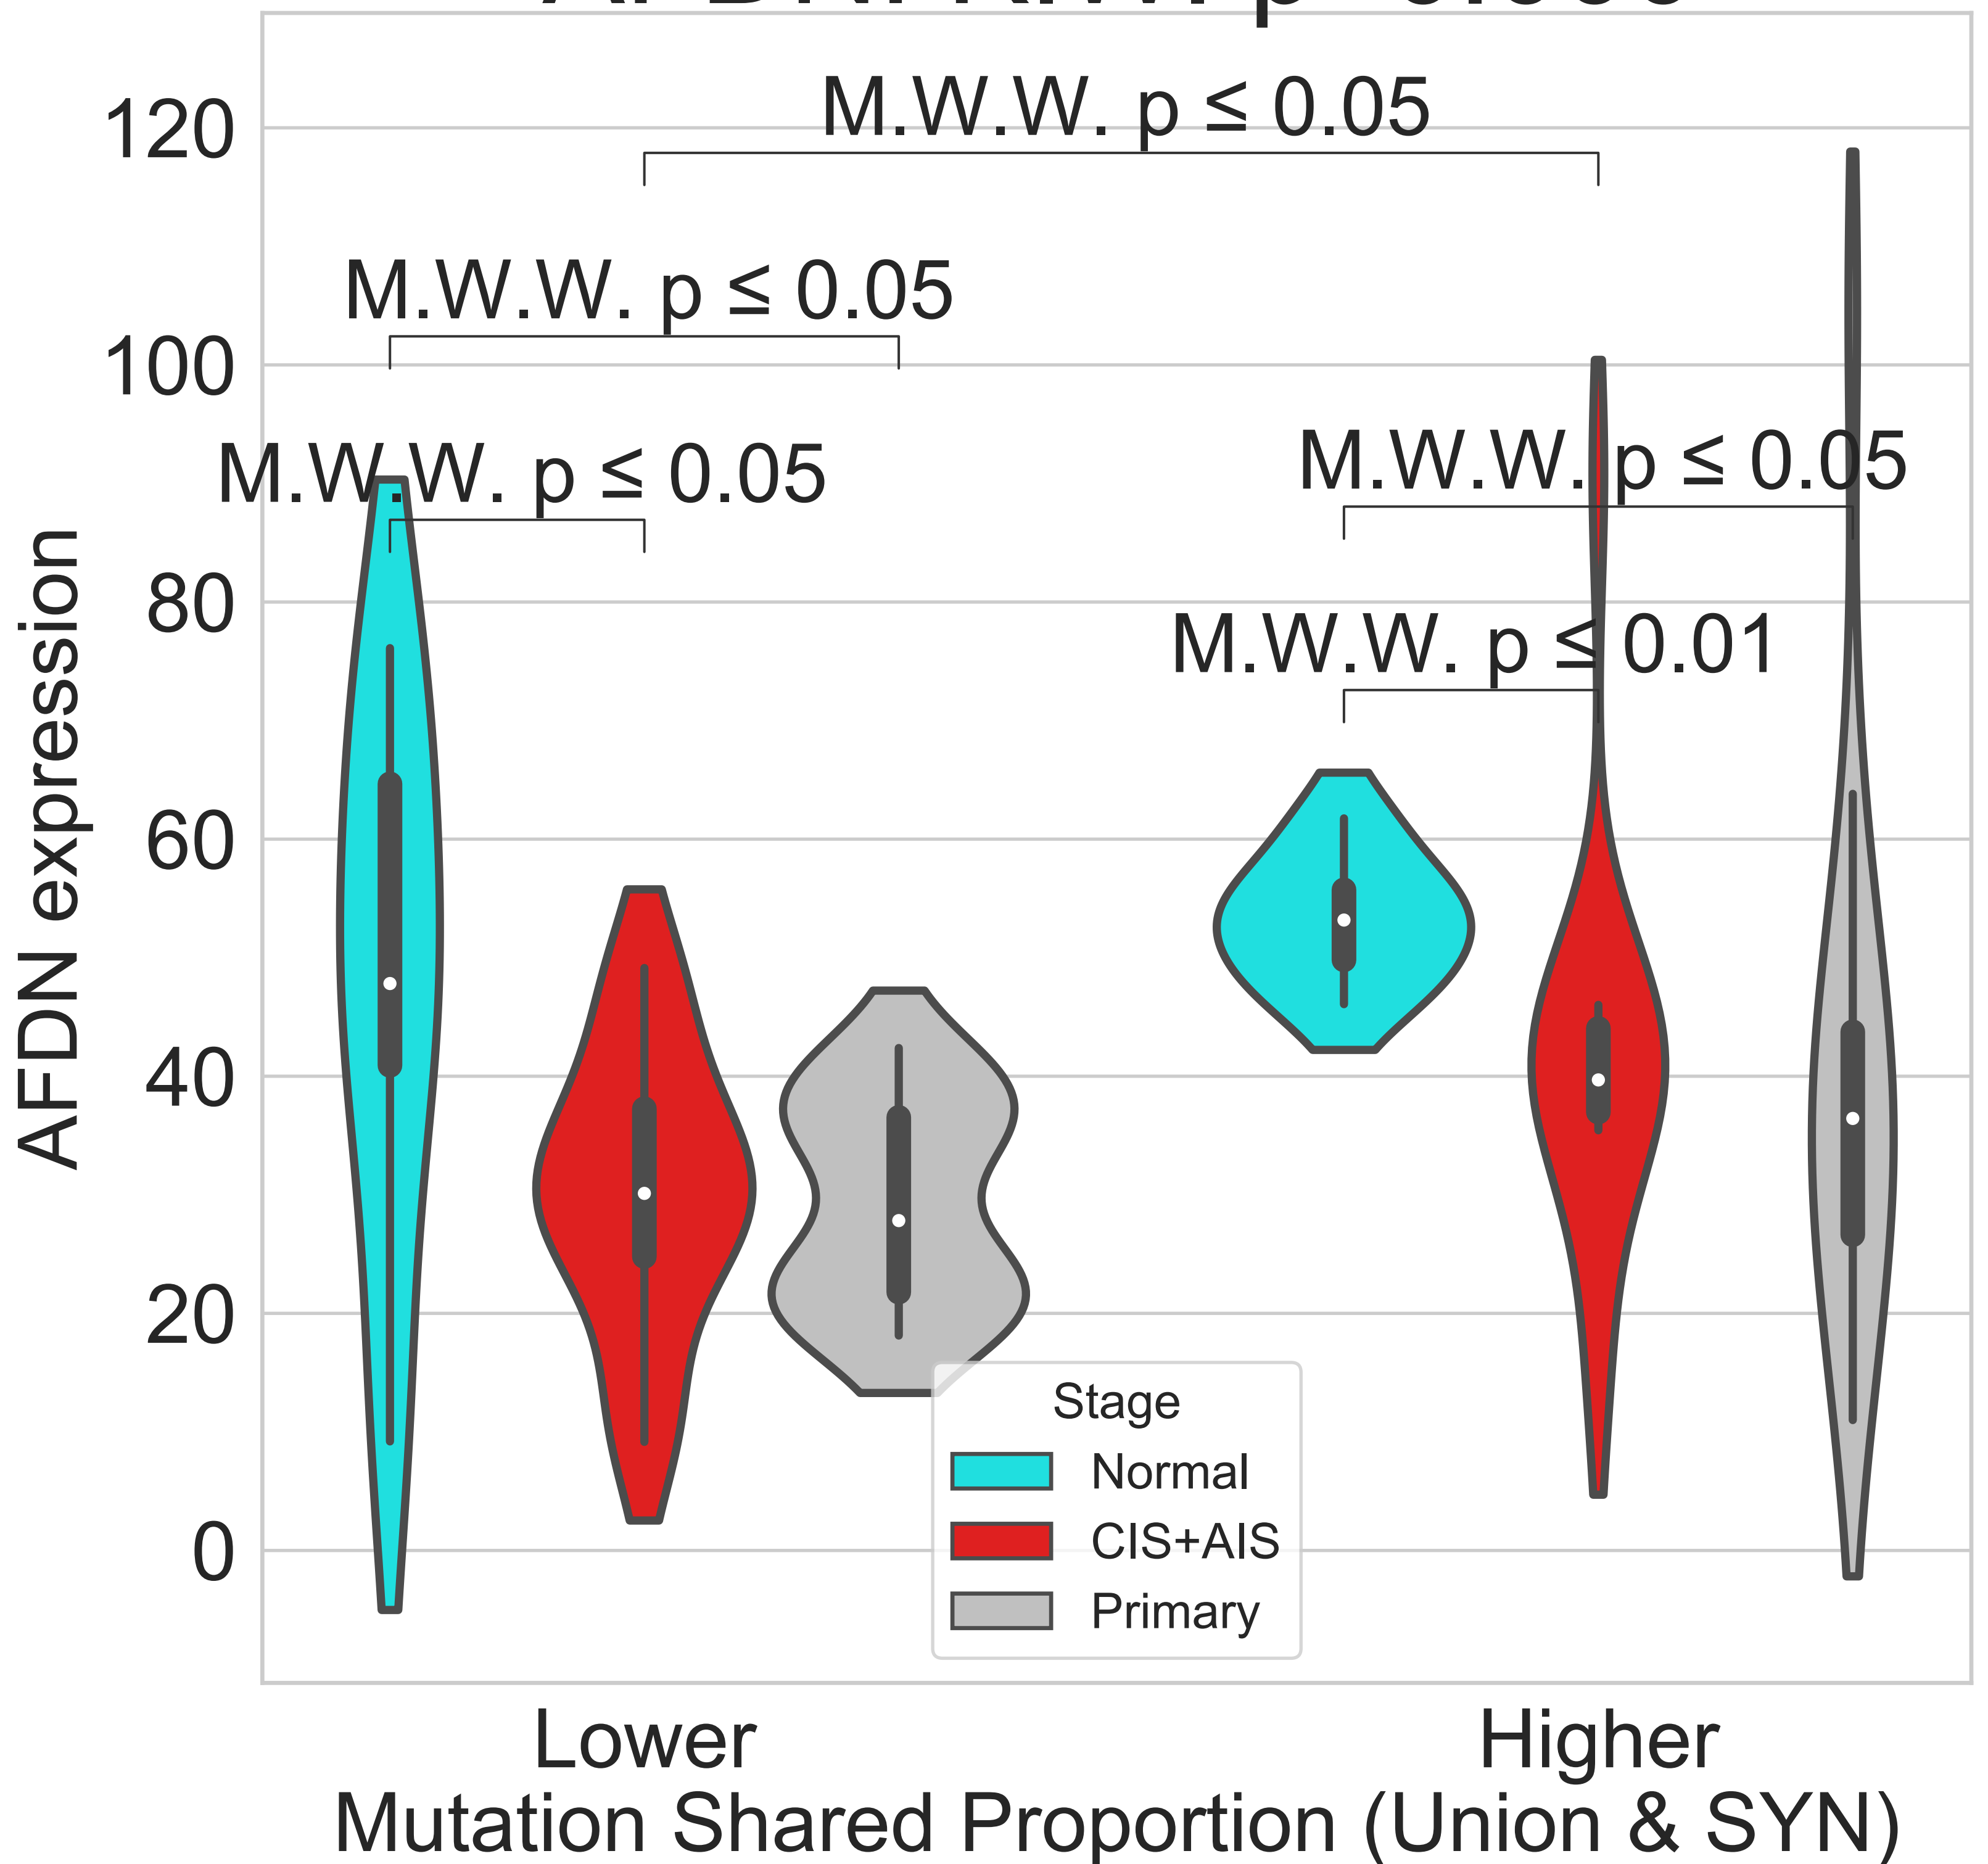 M.W.W. p ≤ 0.05
120
M.W.W. p ≤ 0.05
100
M.W.W. p ≤ 0.05
M.W.W. p ≤ 0.05
80
M.W.W. p ≤ 0.01
60
40
20
0
AFDN expression
Stage
Normal
CIS+AIS
Primary
Lower
Higher
Mutation Shared Proportion (Union & SYN)